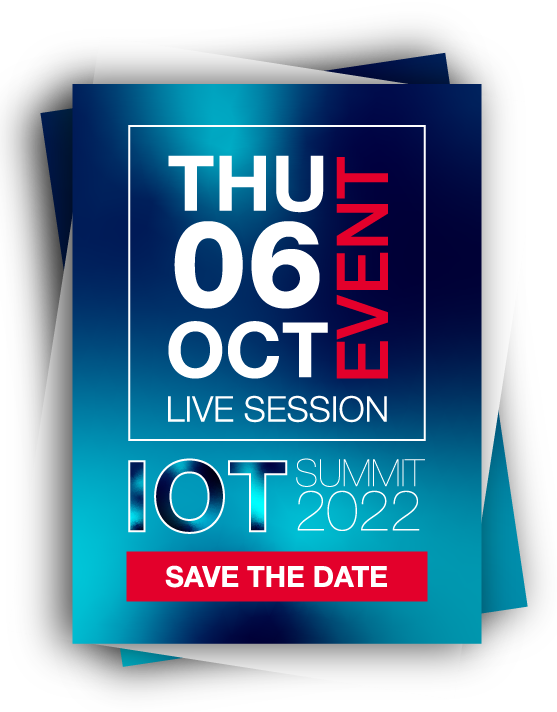 THU
06
OCT
EVENT
LIVE SESSION
IOT SUMMIT
2022
SAVE THE DATE